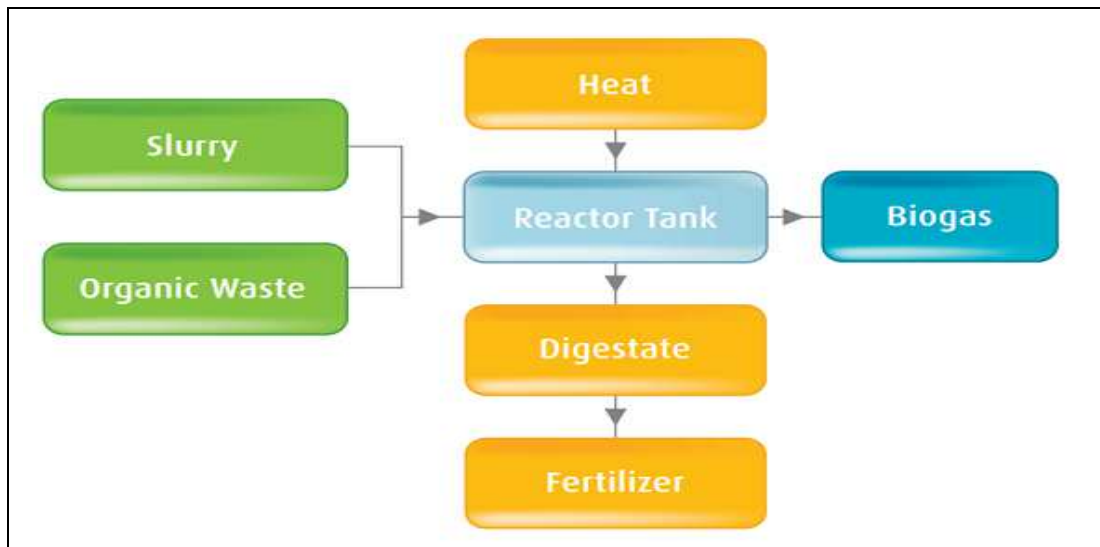 Heat
Slurry
Reactor Tank
Biogas
Organic Waste
Digestate
Fertilizer